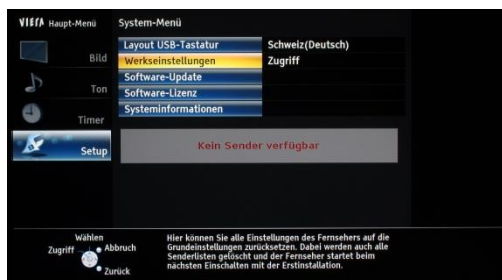 VIERA Haupt-Menü
System-Menü
Bild
Ton
Timer
Setup
Layout USB-Tastatur Schweiz(Deutsch)
Werkseinstellungen Zugriff
Software-Update
Software-Lizenz
Systeminformationen
Kein Sender verfügbar
Wählen
Zugriff Abbruch
Zurück
Hier können Sie alle Einstellungen des Fernsehers auf die
Grundeinstellungen zurücksetzen. Dabei werden auch alle
Senderlisten gelöscht und der Fernseher startet beim
nächsten Einschalten mit der Erstinstallation.